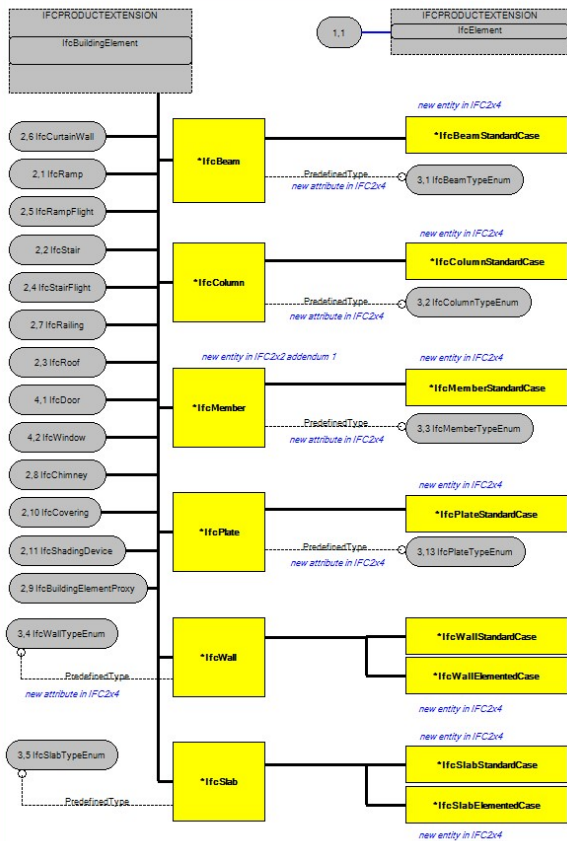 IFCPRODUCTEXTENSION
IfcBuildingElement
1,1
IFCPRODUCTEXTENSION
IfcElement
2,6 IfcCurtainWall
2,1 IfcRamp
2,5 IfcRampFlight
2,2 IfcStair
2,4 IfcStairFlight
2,7 IfcRailing
2,3 IfcRoof
4,1 IfcDoor
4,2 IfcWindow
2,8 IfcChimney
2,10 IfcCovering
2,11 IfcShadingDevice
2,9 IfcBuildingElementProxy
3,4 IfcWallTypeEnum
PredefinedType
new attribute in IFC2x4
3,5 IfcSlabTypeEnum
PredefinedType
*IfcBeam
new entity in IFC2x4
*IfcBeamStandardCase
PredefinedType
new attribute in IFC2x4
3,1 IfcBeamTypeEnum
*IfcColumn
new entity in IFC2x4
*IfcColumnStandardCase
PredefinedType
new attribute in IFC2x4
3,2 IfcColumnTypeEnum
new entity in IFC2x2 addendum 1
*IfcMember
new entity in IFC2x4
*IfcMemberStandardCase
PredefinedType
new attribute in IFC2x4
3,3 IfcMemberTypeEnum
*IfcPlate
new entity in IFC2x4
*IfcPlateStandardCase
PredefinedType
new attribute in IFC2x4
3,13 IfcPlateTypeEnum
*IfcWall
*IfcWallStandardCase
*IfcWallElementedCase
new entity in IFC2x4
*IfcSlab
new entity in IFC2x4
*IfcSlabStandardCase
*IfcSlabElementedCase
new entity in IFC2x4